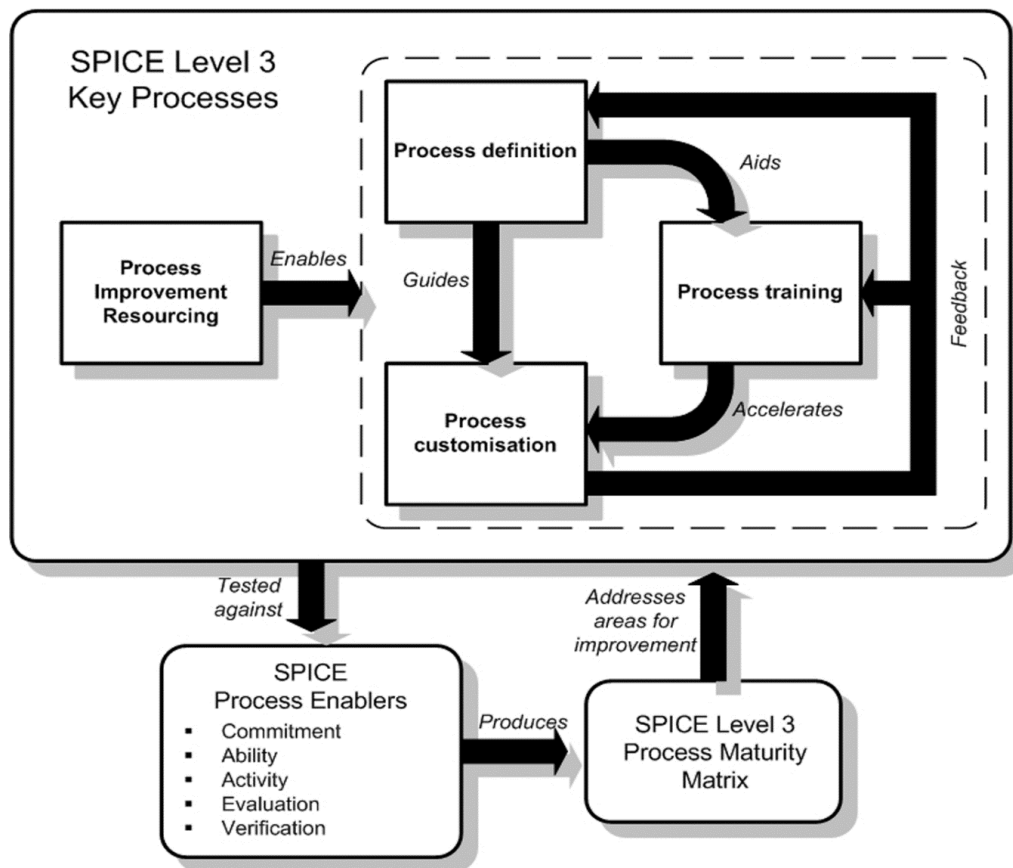 SPICE Level 3
Key Processes
Process definition
Aids
Process
Improvement
Resourcing
Enables
Guides
Process training
Feedback
Process
customisation
Accelerates
Tested
against
Addresses
areas for
improvement
SPICE
Process Enablers
▪ Commitment
▪ Ability
▪ Activity
▪ Evaluation
▪ Verification
Produces
SPICE Level 3
Process Maturity
Matrix